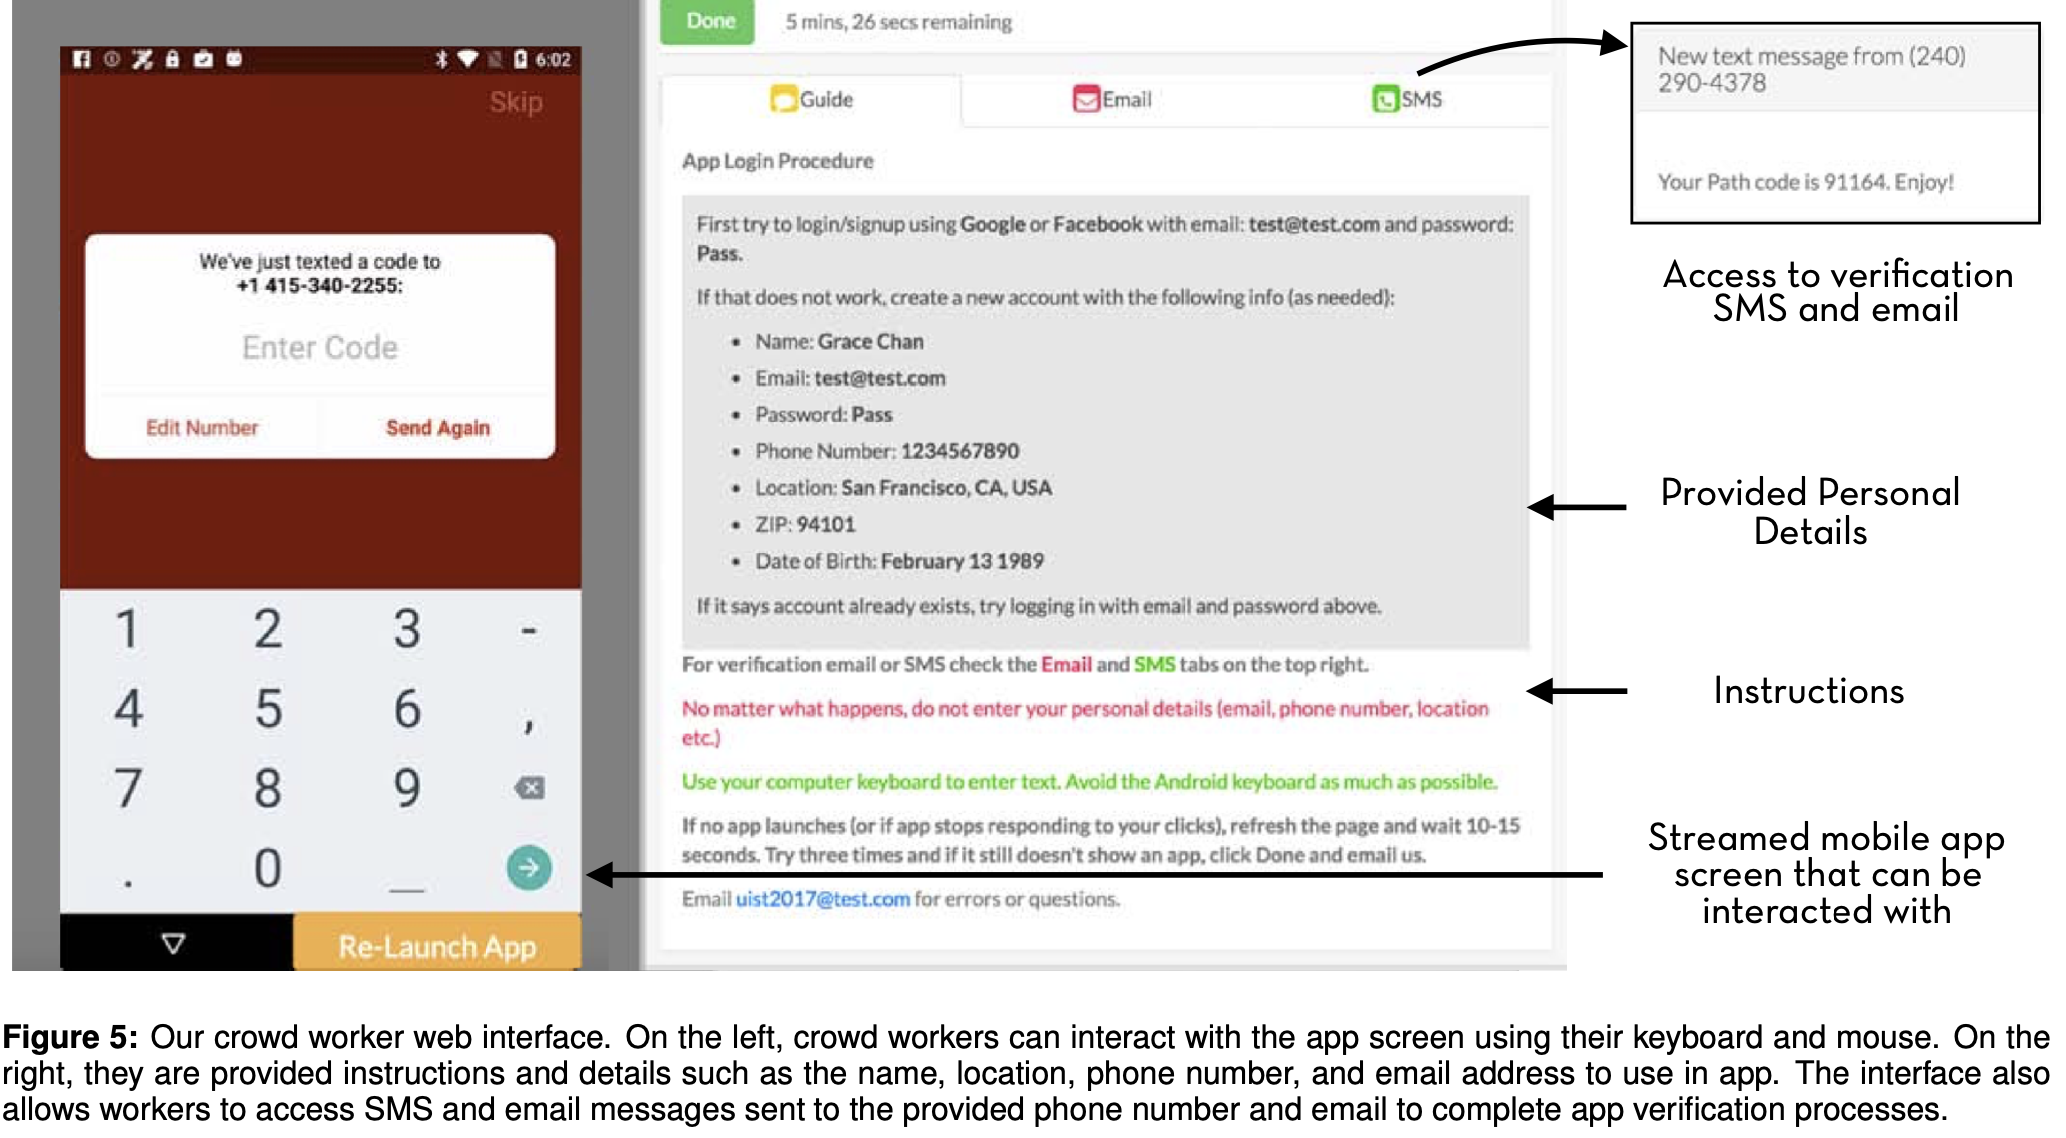 6:02
Skip
We've just texted a code to
+1 415-340-2255:
Enter Code
Edit Number Send Again
1 2 3 -
4 5 6 ,
7 8 9
. 0 _
Re-Launch App
Done 5 mins, 26 secs remaining
Guide Email SMS
App Login Procedure
First try to login/signup using Google or Facebook with email: test@test.com and password:
Pass.
If that does not work, create a new account with the following info (as needed):
• Name: Grace Chan
• Email: test@test.com
• Password: Pass
• Phone Number: 1234567890
• Location: San Francisco, CA, USA
• ZIP: 94101
• Date of Birth: February 13 1989
If it says account already exists, try logging in with email and password above.
For verification email or SMS check the Email and SMS tabs on the top right.
No matter what happens, do not enter your personal details (email, phone number, location
etc.)
Use your computer keyboard to enter text. Avoid the Android keyboard as much as possible.
If no app launches (or if app stops responding to your clicks), refresh the page and wait 10-15
seconds. Try three times and if it still doesn't show an app, click Done and email us.
Email uist2017@test.com for errors or questions.
New text message from (240)
290-4378
Your Path code is 91164. Enjoy!
Access to verification
SMS and email
Provided Personal
Details
Instructions
Streamed mobile app
screen that can be
interacted with
Figure 5: Our crowd worker web interface. On the left, crowd workers can interact with the app screen using their keyboard and mouse. On the
right, they are provided instructions and details such as the name, location, phone number, and email address to use in app. The interface also
allows workers to access SMS and email messages sent to the provided phone number and email to complete app verification processes.